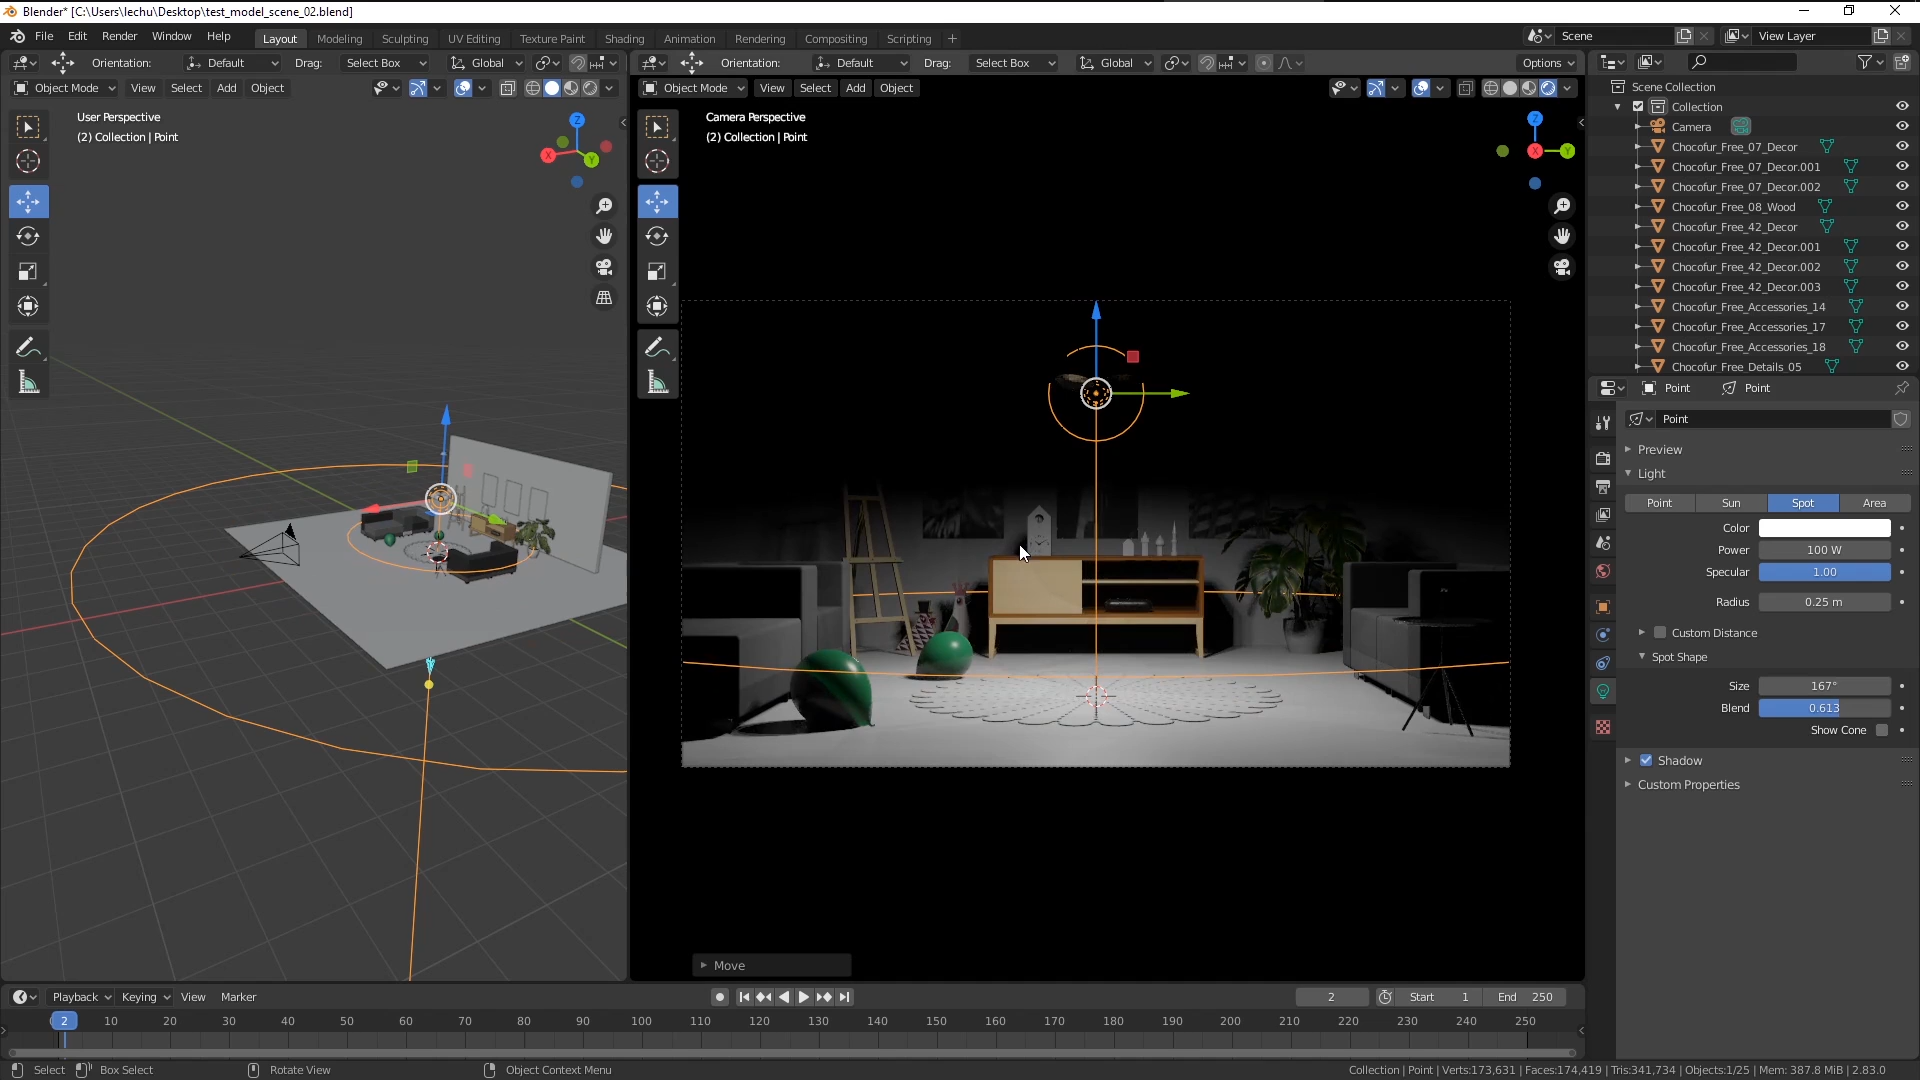 Blender* [C:\Users\lechu\Desktop\test_model_scene_02.blend]
File Edit Render Window Help Layout Modeling Sculpting UV Editing Texture Paint Shading Animation Rendering Compositing Scripting + Scene View Layer
Orientation: Default Drag: Select Box Global Orientation: Default Drag: Select Box Global Options
Object Mode View Select Add Object Object Mode View Select Add Object
User Perspective
(2) Collection | Point
Camera Perspective
(2) Collection | Point
Z
X
Y
Z
X
Y
Scene Collection
Collection
Camera
Chocofur_Free_07_Decor
Chocofur_Free_07_Decor.001
Chocofur_Free_07_Decor.002
Chocofur_Free_08_Wood
Chocofur_Free_42_Decor
Chocofur_Free_42_Decor.001
Chocofur_Free_42_Decor.002
Chocofur_Free_42_Decor.003
Chocofur_Free_Accessories_14
Chocofur_Free_Accessories_17
Chocofur_Free_Accessories_18
Chocofur_Free_Details_05
Point Point
Point
Preview
Light
Point Sun Spot Area
Color
Power 100 W
Specular 1.00
Radius 0.25 m
Custom Distance
Spot Shape
Size 167°
Blend 0.613
Show Cone
Shadow
Custom Properties
Move
Playback Keying View Marker 2 Start 1 End 250
2 10 20 30 40 50 60 70 80 90 100 110 120 130 140 150 160 170 180 190 200 210 220 230 240 250
Select Box Select Rotate View Object Context Menu Collection | Point | Verts:173,631 | Faces:174,419 | Tris:341,734 | Objects:1/25 | Mem: 387.8 MiB | 2.83.0